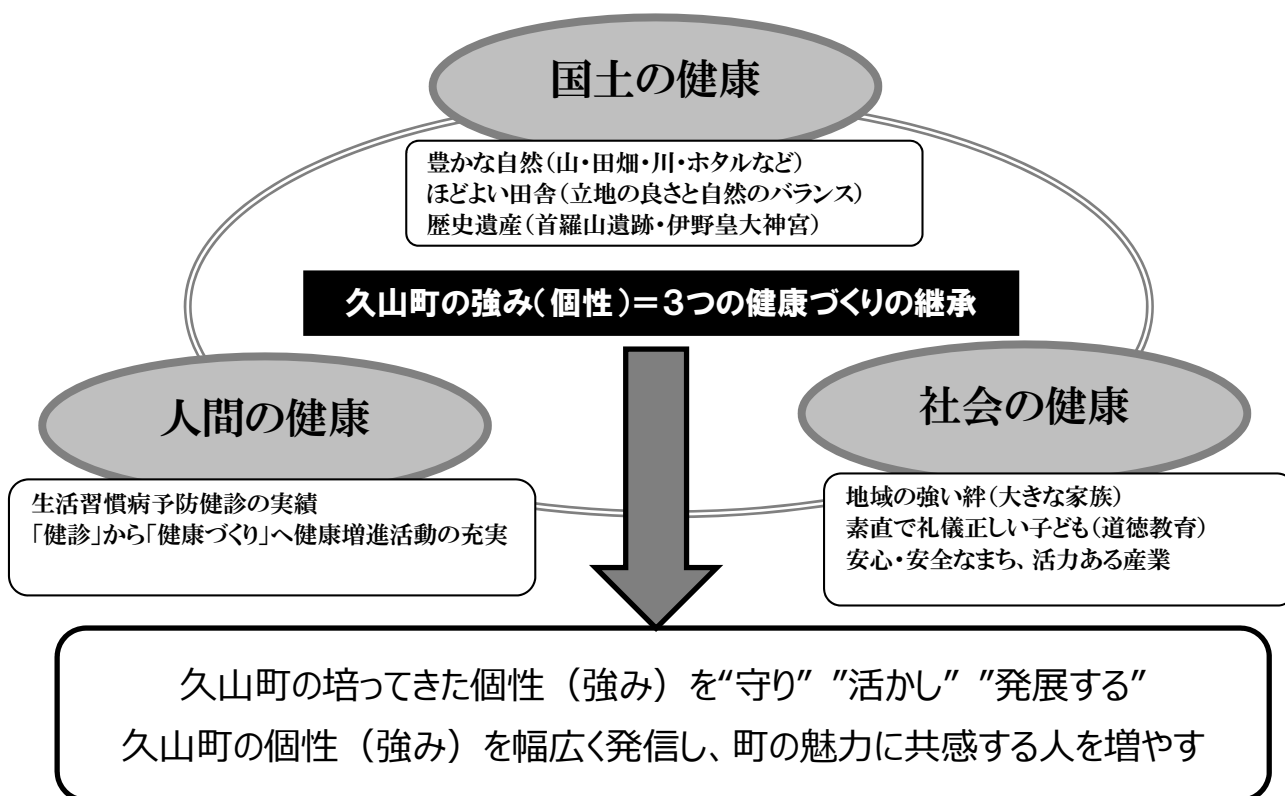 国土の健康
豊かな自然（山・田畑・川・ホタルなど）
ほどよい田舎（立地の良さと自然のバランス）
歴史遺産（首羅山遺跡・伊野皇大神宮）
久山町の強み（個性）＝３つの健康づくりの継承
人間の健康
生活習慣病予防健診の実績
「健診」から「健康づくり」へ健康増進活動の充実
社会の健康
地域の強い絆（大きな家族）
素直で礼儀正しい子ども（道徳教育）
安心・安全なまち、活力ある産業
久山町の培ってきた個性（強み）を“守り” ”活かし” ”発展する”
久山町の個性（強み）を幅広く発信し、町の魅力に共感する人を増やす